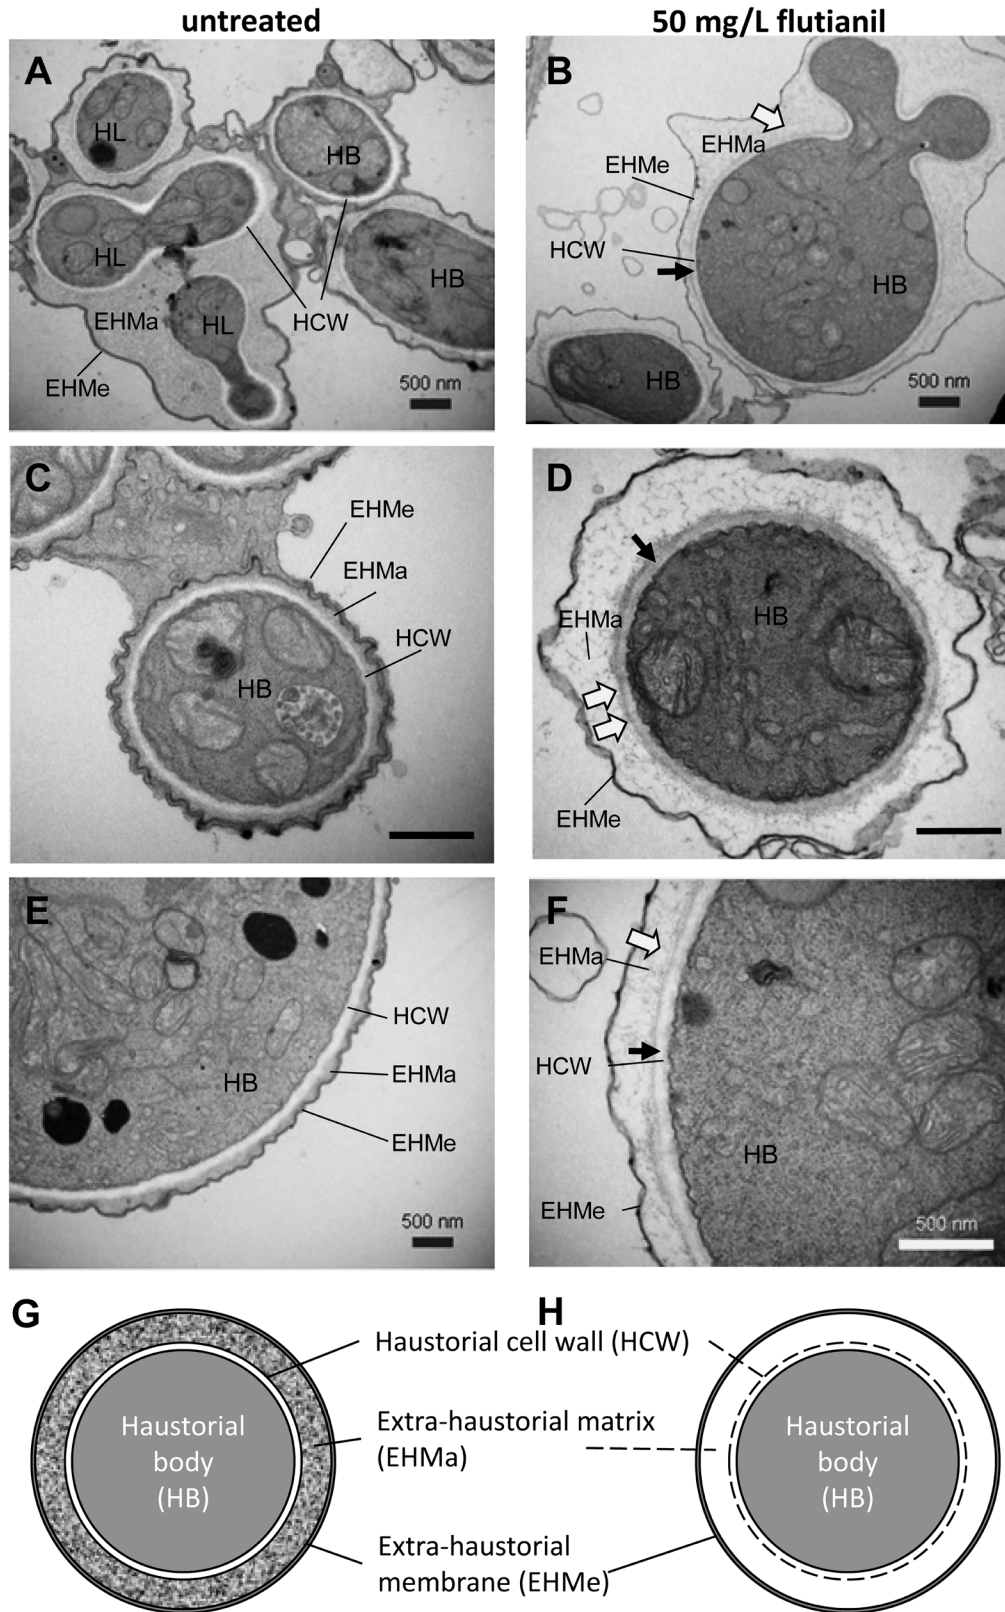 untreated
50 mg/L flutianil
A
HL
HB
HL
HB
HL
EHMa
HCW
EHMe
500 nm
B
EHMa
EHMe
HCW
HB
HB
500 nm
C
EHMe
EHMa
HCW
HB
D
HB
EHMa
EHMe
E
HCW
HB
EHMa
EHMe
500 nm
F
EHMa
HCW
HB
EHMe
500 nm
G
H
Haustorial cell wall (HCW)
Extra-haustorial matrix
(EHMa)
Extra-haustorial
membrane (EHMe)
Haustorial
body
(HB)
Haustorial
body
(HB)